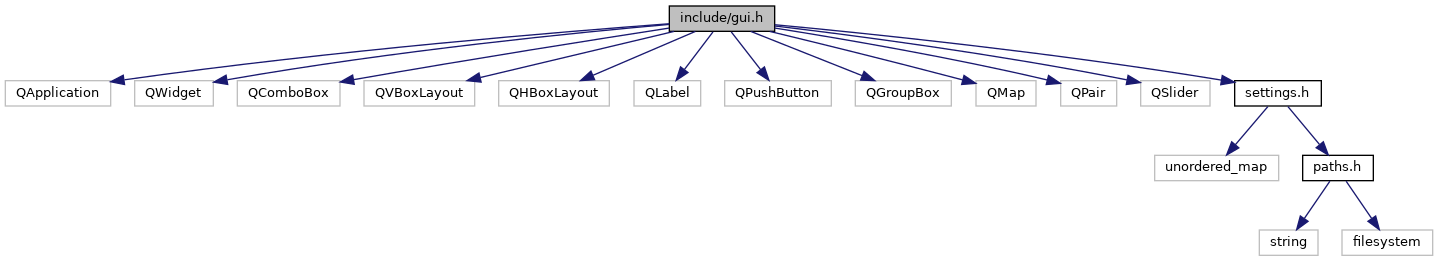 include/gui.h
QApplication
QWidget
QComboBox
QVBoxLayout
QHBoxLayout
QLabel
QPushButton
QGroupBox
QMap
QPair
QSlider
settings.h
unordered_map
paths.h
string
filesystem